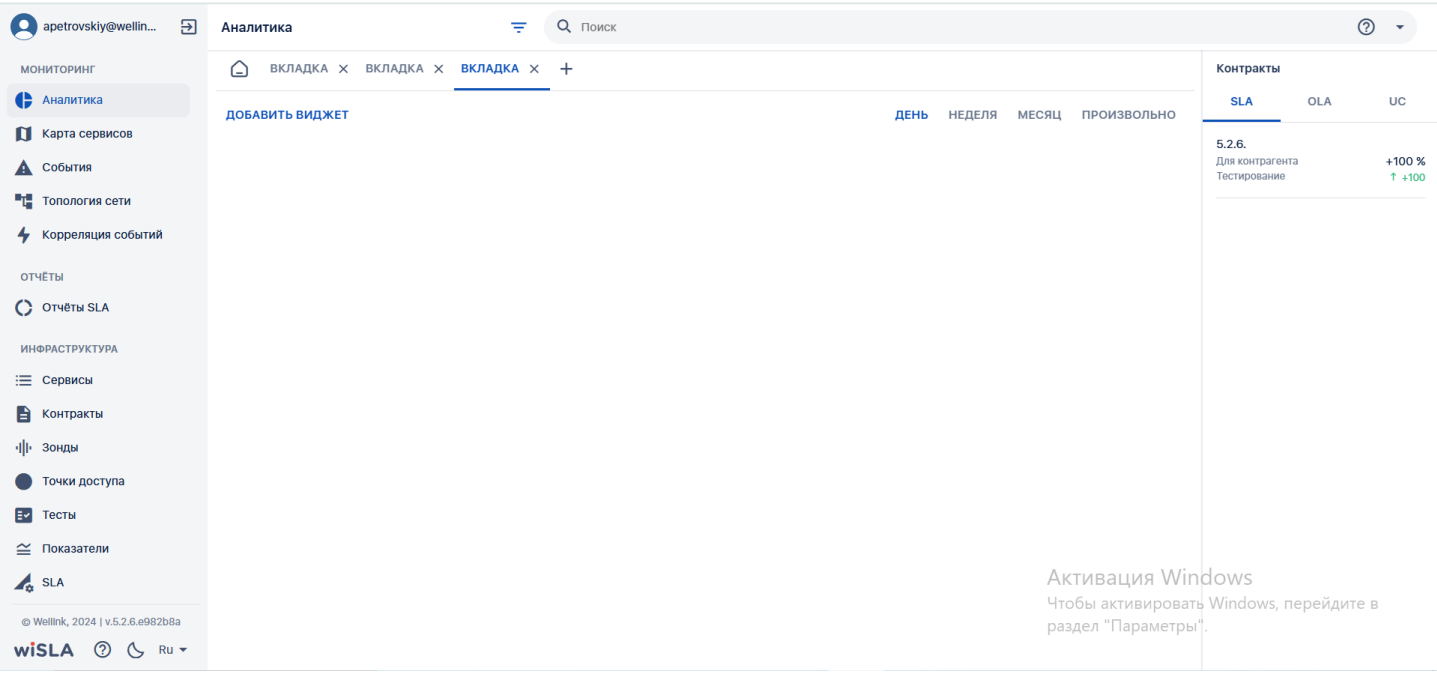 apetrovskiy@wellin...
Аналитика
Поиск
МОНИТОРИНГ
Аналитика
Карта сервисов
События
Топология сети
Корреляция событий
ОТЧЁТЫ
Отчёты SLA
ИНФРАСТРУКТУРА
Сервисы
Контракты
Зонды
Точки доступа
Тесты
Показатели
SLA
© Wellink, 2024 | v.5.2.6.e982b8a
wiSLA Ru
ВКЛАДКА ВКЛАДКА ВКЛАДКА
ДОБАВИТЬ ВИДЖЕТ ДЕНЬ НЕДЕЛЯ МЕСЯЦ ПРОИЗВОЛЬНО
Контракты
SLA OLA UC
5.2.6.
Для контрагента +100 %
Тестирование ↑ +100
Активация Windows
Чтобы активировать Windows, перейдите в
раздел "Параметры".